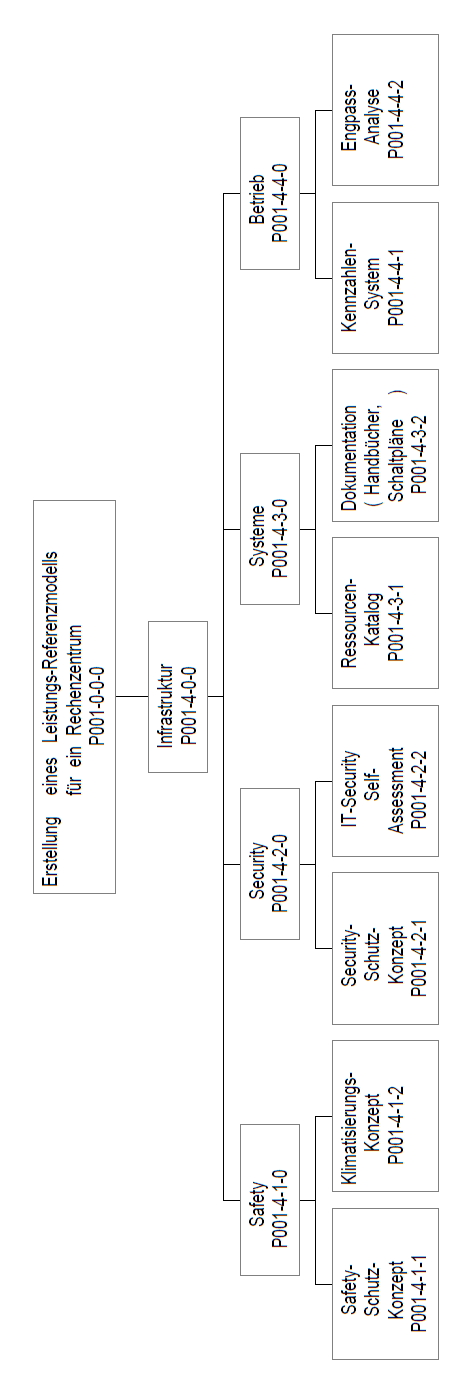 Erstellung eines Leistungs-Referenzmodells
für ein Rechenzentrum
P001-0-0-0
Infrastruktur
P001-4-0-0
Safety
P001-4-1-0
Security
P001-4-2-0
Systeme
P001-4-3-0
Betrieb
P001-4-4-0
Safety-
Schutz-
Konzept
P001-4-1-1
Klimatisierungs-
Konzept
P001-4-1-2
Security-
Schutz-
Konzept
P001-4-2-1
IT-Security
Self-
Assessment
P001-4-2-2
Ressourcen-
Katalog
P001-4-3-1
Dokumentation
( Handbücher,
Schaltpläne )
P001-4-3-2
Kennzahlen-
System
P001-4-4-1
Engpass-
Analyse
P001-4-4-2